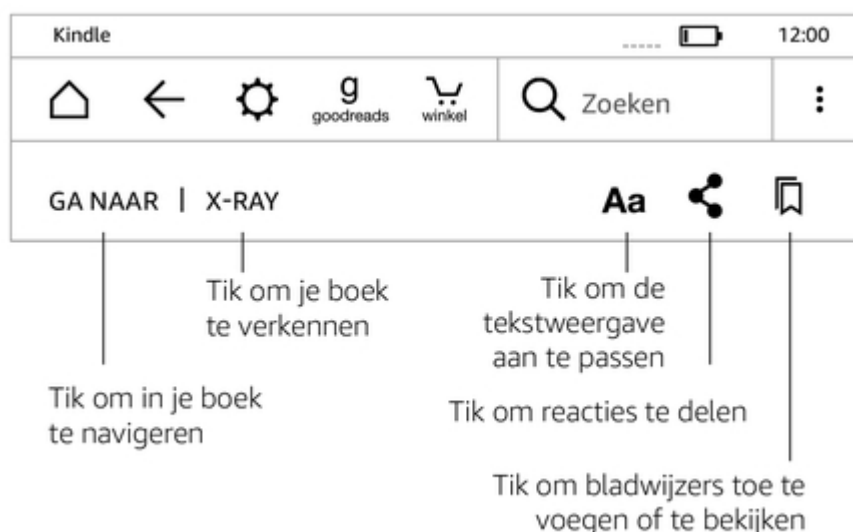 Kindle 12:00
g
goodreads winkel Zoeken
GA NAAR | X-RAY Aa
Tik om je boek
te verkennen
Tik om de
tekstweergave
aan te passen
Tik om in je boek
te navigeren
Tik om reacties te delen
Tik om bladwijzers toe te
voegen of te bekijken